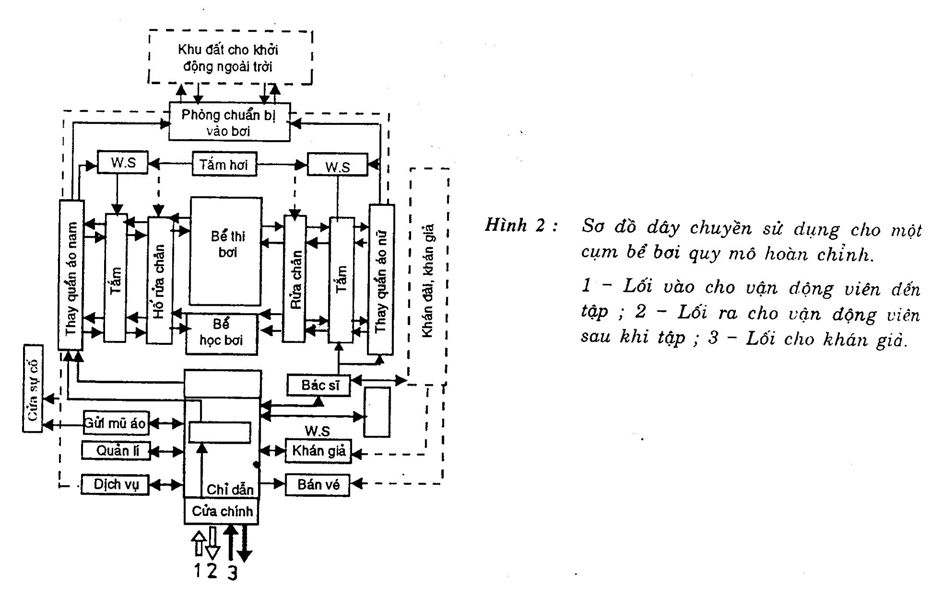 Khu đất cho khởi
động ngoài trời
Phòng chuẩn bị
vào bơi
W.S
Tắm hơi
W.S
Thay quần áo nam
Tắm
Hố rửa chân
Bể thi
bơi
Rửa chân
Tắm
Thay quần áo nữ
Khán đài, khán giả
Bể
học bơi
Cửa sự cố
Bác sĩ
Gửi mũ áo
W.S
Quản lí
Khán giả
Dịch vụ
Chỉ dẫn
Bán vé
Cửa chính
1 2 3
Hình 2 : Sơ đồ dây chuyền sử dụng cho một
cụm bể bơi quy mô hoàn chỉnh.
1 - Lối vào cho vận động viên đến
tập ; 2 - Lối ra cho vận động viên
sau khi tập ; 3 - Lối cho khán giả.